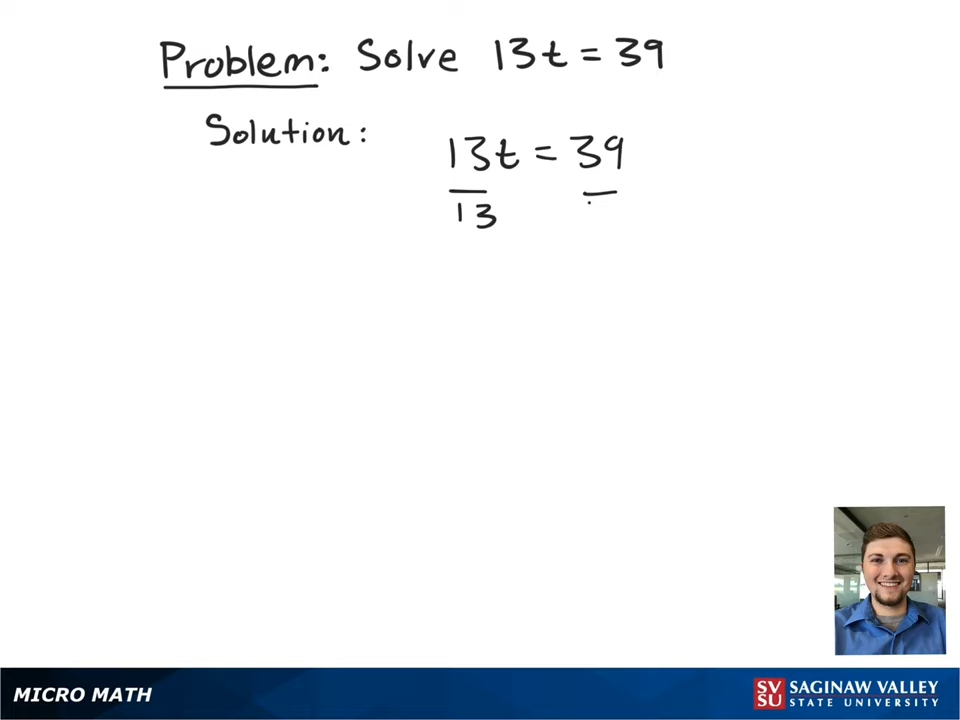 Problem: Solve 13t = 39
Solution:
13t = 39
13
MICRO MATH
SV
SU
SAGINAW VALLEY
STATE UNIVERSITY